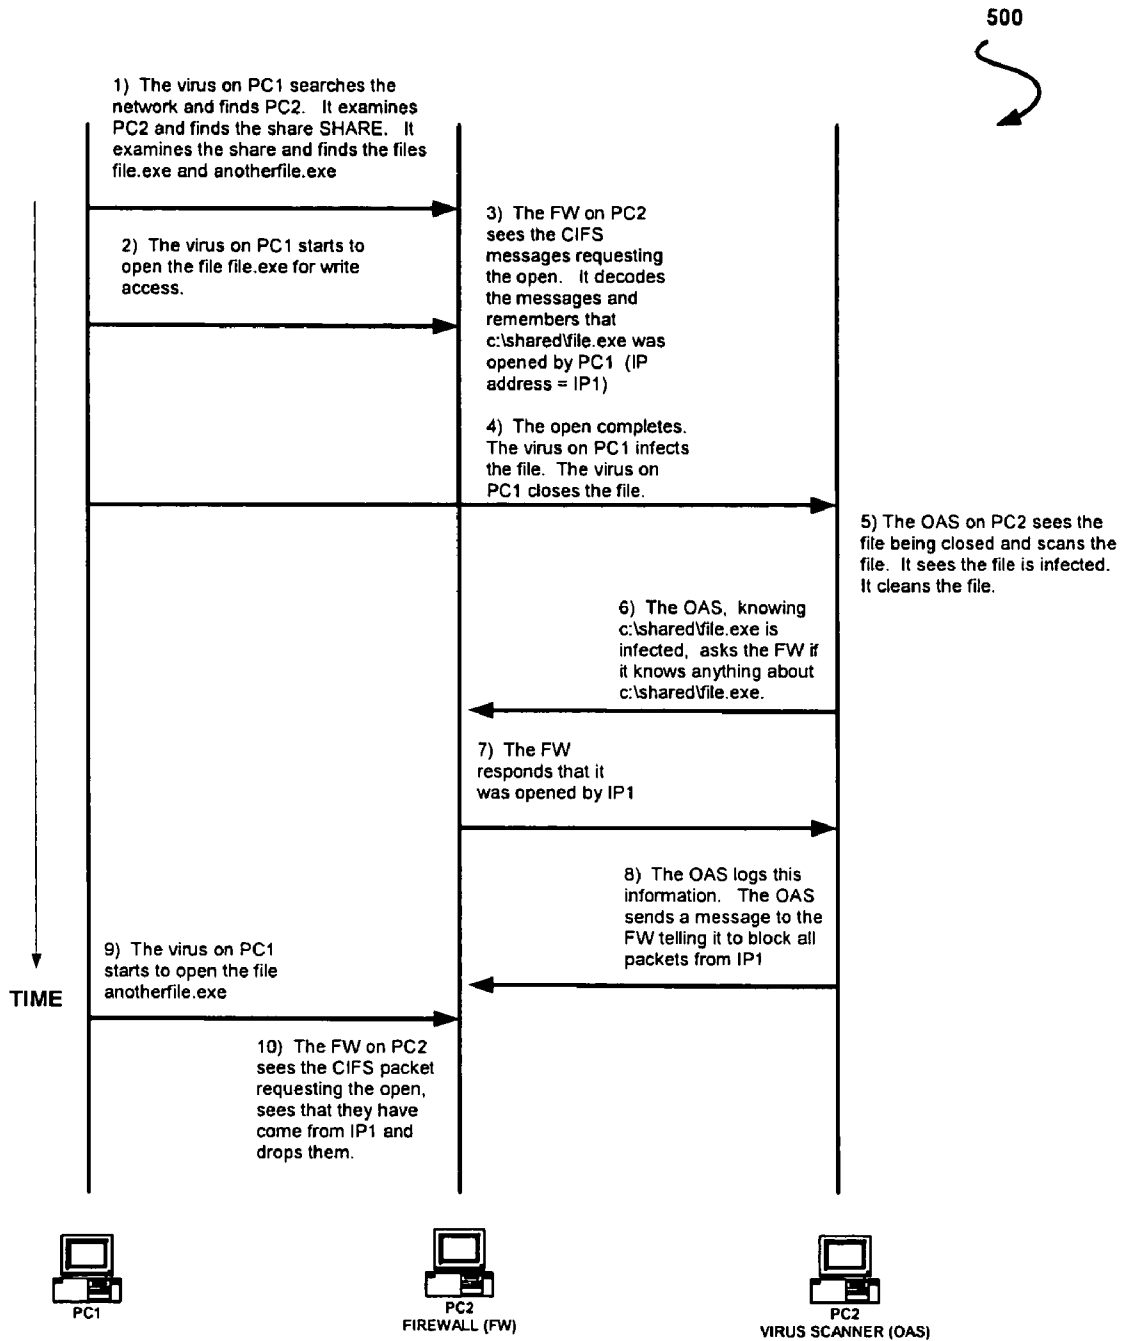 500
1) The virus on PC1 searches the
network and finds PC2. It examines
PC2 and finds the share SHARE. It
examines the share and finds the files
file.exe and anotherfile.exe
2) The virus on PC1 starts to
open the file file.exe for write
access.
3) The FW on PC2
sees the CIFS
messages requesting
the open. It decodes
the messages and
remembers that
c:\shared\file.exe was
opened by PC1 (IP
address = IP1)
4) The open completes.
The virus on PC1 infects
the file. The virus on
PC1 closes the file.
5) The OAS on PC2 sees the
file being closed and scans the
file. It sees the file is infected.
It cleans the file.
6) The OAS, knowing
c:\shared\file.exe is
infected, asks the FW if
it knows anything about
c:\shared\file.exe.
7) The FW
responds that it
was opened by IP1
8) The OAS logs this
information. The OAS
sends a message to the
FW telling it to block all
packets from IP1
9) The virus on PC1
starts to open the file
anotherfile.exe
TIME
10) The FW on PC2
sees the CIFS packet
requesting the open,
sees that they have
come from IP1 and
drops them.
PC1
PC2
FIREWALL (FW)
PC2
VIRUS SCANNER (OAS)